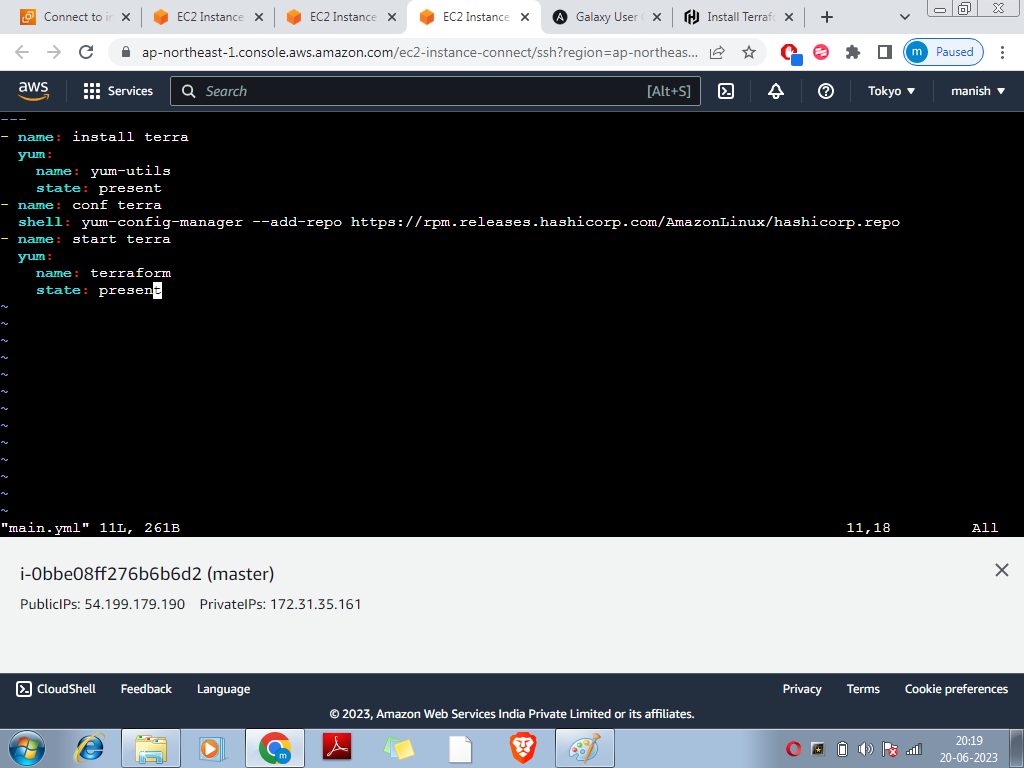 Connect to in
EC2 Instance
EC2 Instance
EC2 Instance
Galaxy User
Install Terraf
ap-northeast-1.console.aws.amazon.com/ec2-instance-connect/ssh?region=ap-northeas...
m Paused
aws
Services
Search
[Alt+S]
Tokyo
manish
---
- name: install terra
  yum:
    name: yum-utils
    state: present
- name: conf terra
  shell: yum-config-manager --add-repo https://rpm.releases.hashicorp.com/AmazonLinux/hashicorp.repo
- name: start terra
  yum:
    name: terraform
    state: present
~
~
~
~
~
~
~
~
~
~
~
~
~
"main.yml" 11L, 261B 11,18 All
i-0bbe08ff276b6b6d2 (master)
PublicIPs: 54.199.179.190 PrivateIPs: 172.31.35.161
CloudShell Feedback Language Privacy Terms Cookie preferences
© 2023, Amazon Web Services India Private Limited or its affiliates.
m
20:19
20-06-2023